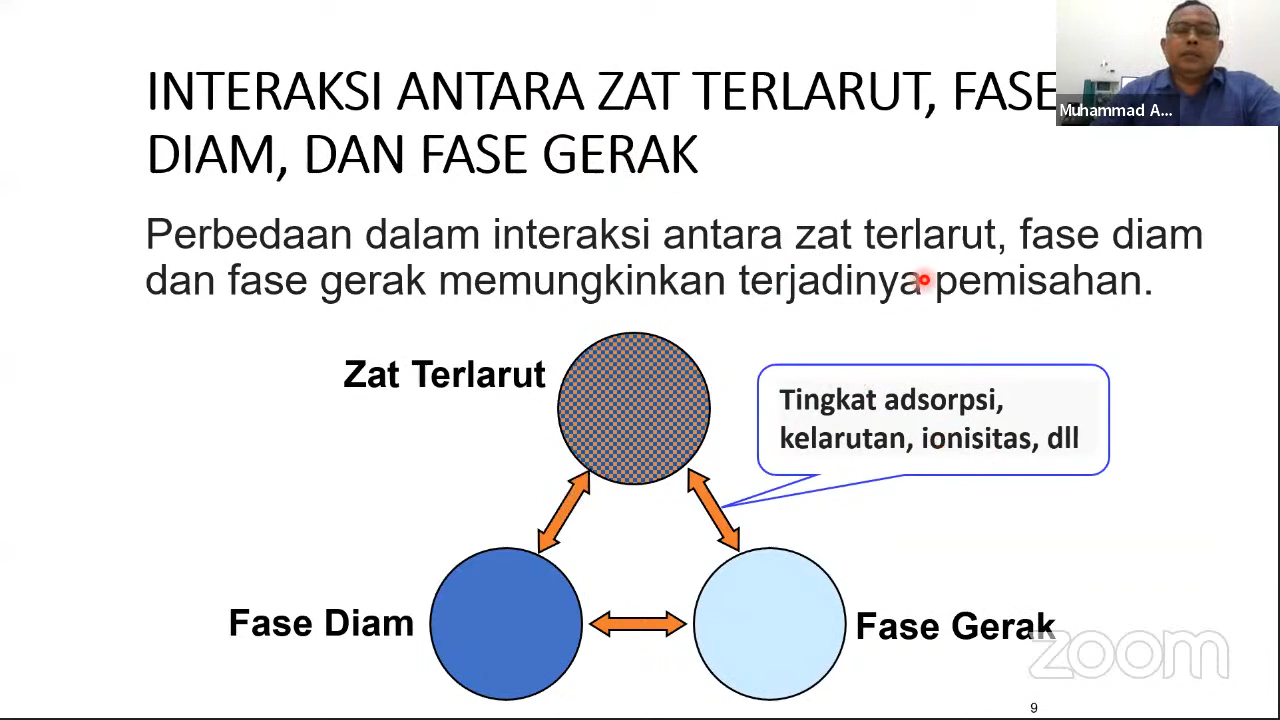 INTERAKSI ANTARA ZAT TERLARUT, FASE
DIAM, DAN FASE GERAK
Muhammad A...
Perbedaan dalam interaksi antara zat terlarut, fase diam
dan fase gerak memungkinkan terjadinya pemisahan.
Zat Terlarut
Tingkat adsorpsi,
kelarutan, ionisitas, dll
Fase Diam
Fase Gerak
zoom
9